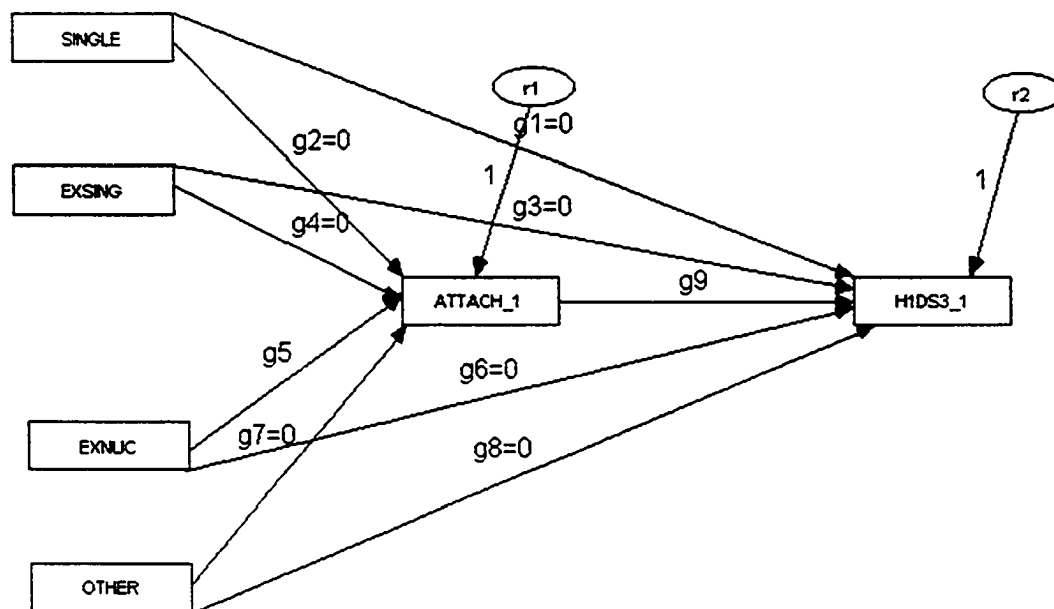 SINGLE
r1
r2
g1=0
g2=0
1
1
EXSING
g3=0
g4=0
ATTACH_1
g9
H1DS3_1
g5
g6=0
EXNUC
g7=0
g8=0
OTHER